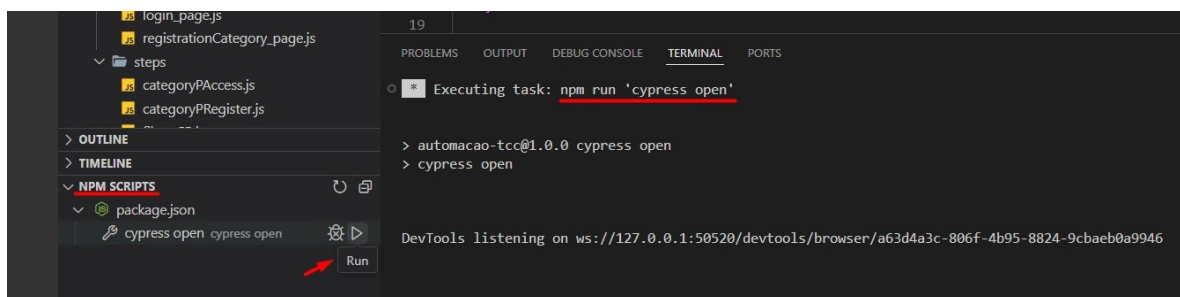 login_page.js
registrationCategory_page.js
steps
categoryPAccess.js
categoryPRegister.js
OUTLINE
TIMELINE
NPM SCRIPTS
package.json
cypress open cypress open
Run
19
PROBLEMS OUTPUT DEBUG CONSOLE TERMINAL PORTS
* Executing task: npm run 'cypress open'
> automacao-tcc@1.0.0 cypress open
> cypress open
DevTools listening on ws://127.0.0.1:50520/devtools/browser/a63d4a3c-806f-4b95-8824-9cbaeb0a9946